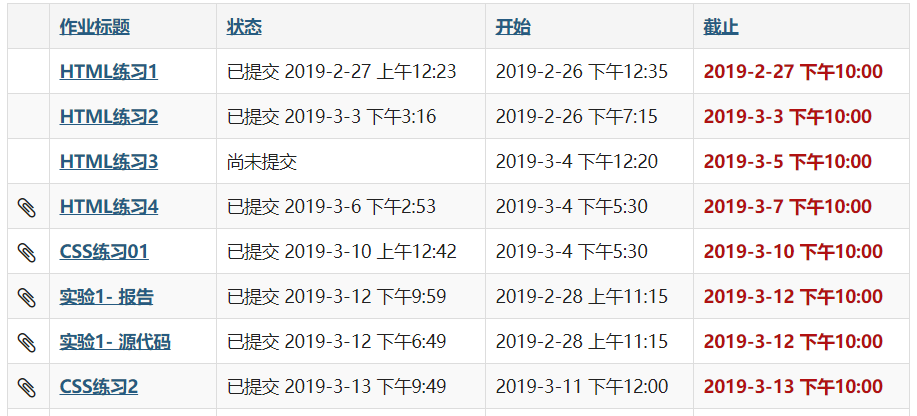 作业标题 状态 开始 截止
HTML练习1 已提交 2019-2-27 上午12:23 2019-2-26 下午12:35 2019-2-27 下午10:00
HTML练习2 已提交 2019-3-3 下午3:16 2019-2-26 下午7:15 2019-3-3 下午10:00
HTML练习3 尚未提交 2019-3-4 下午12:20 2019-3-5 下午10:00
HTML练习4 已提交 2019-3-6 下午2:53 2019-3-4 下午5:30 2019-3-7 下午10:00
CSS练习01 已提交 2019-3-10 上午12:42 2019-3-4 下午5:30 2019-3-10 下午10:00
实验1- 报告 已提交 2019-3-12 下午9:59 2019-2-28 上午11:15 2019-3-12 下午10:00
实验1- 源代码 已提交 2019-3-12 下午6:49 2019-2-28 上午11:15 2019-3-12 下午10:00
CSS练习2 已提交 2019-3-13 下午9:49 2019-3-11 下午12:00 2019-3-13 下午10:00